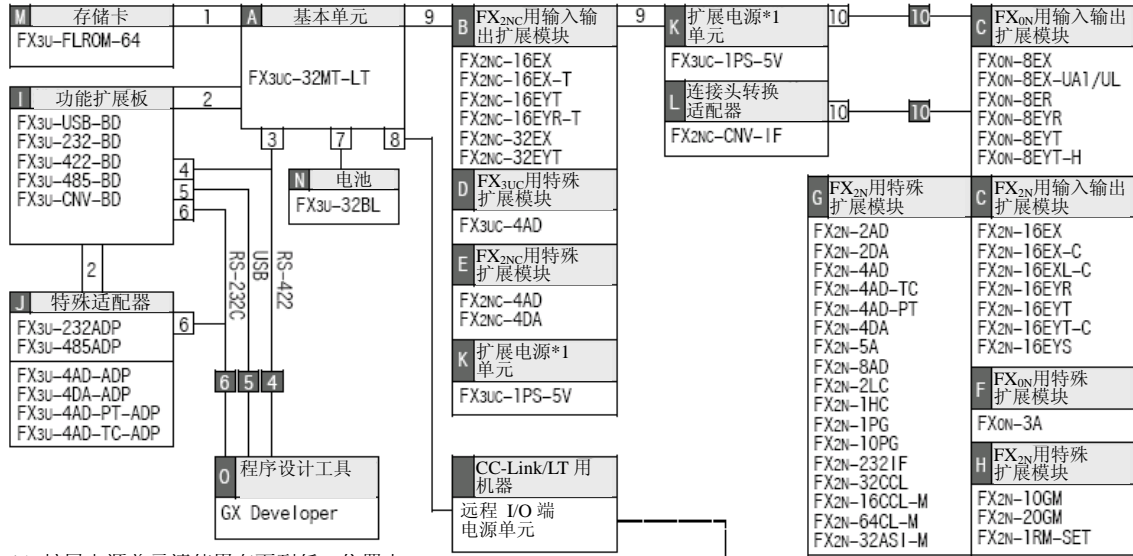 M 存储卡
FX3U-FLROM-64
1
A 基本单元
FX3UC-32MT-LT
9
B FX2NC用输入输
出扩展模块
FX2NC-16EX
FX2NC-16EX-T
FX2NC-16EYT
FX2NC-16EYR-T
FX2NC-32EX
FX2NC-32EYT
9
K 扩展电源*1
单元
FX3UC-1PS-5V
L 连接头转换
适配器
FX2NC-CNV-IF
10
10
10
10
C FX0N用输入输出
扩展模块
FX0N-8EX
FX0N-8EX-UA1/UL
FX0N-8ER
FX0N-8EYR
FX0N-8EYT
FX0N-8EYT-H
I 功能扩展板
FX3U-USB-BD
FX3U-232-BD
FX3U-422-BD
FX3U-485-BD
FX3U-CNV-BD
2
3
7
8
4
5
6
N 电池
FX3U-32BL
D FX3UC用特殊
扩展模块
FX3UC-4AD
E FX2NC用特殊
扩展模块
FX2NC-4AD
FX2NC-4DA
K 扩展电源*1
单元
FX3UC-1PS-5V
G FX2N用特殊
扩展模块
FX2N-2AD
FX2N-2DA
FX2N-4AD
FX2N-4AD-TC
FX2N-4AD-PT
FX2N-4DA
FX2N-5A
FX2N-8AD
FX2N-2LC
FX2N-1HC
FX2N-1PG
FX2N-10PG
FX2N-232IF
FX2N-32CCL
FX2N-16CCL-M
FX2N-64CL-M
FX2N-32ASI-M
C FX2N用输入输出
扩展模块
FX2N-16EX
FX2N-16EX-C
FX2N-16EXL-C
FX2N-16EYR
FX2N-16EYT
FX2N-16EYT-C
FX2N-16EYS
F FX0N用特殊
扩展模块
FX0N-3A
H FX2N用特殊
扩展模块
FX2N-10GM
FX2N-20GM
FX2N-1RM-SET
2
RS-232C
USB
RS-422
J 特殊适配器
FX3U-232ADP
FX3U-485ADP
6
FX3U-4AD-ADP
FX3U-4DA-ADP
FX3U-4AD-PT-ADP
FX3U-4AD-TC-ADP
6 5 4
O 程序设计工具
GX Developer
CC-Link/LT 用
机器
远程 I/O 端
电源单元